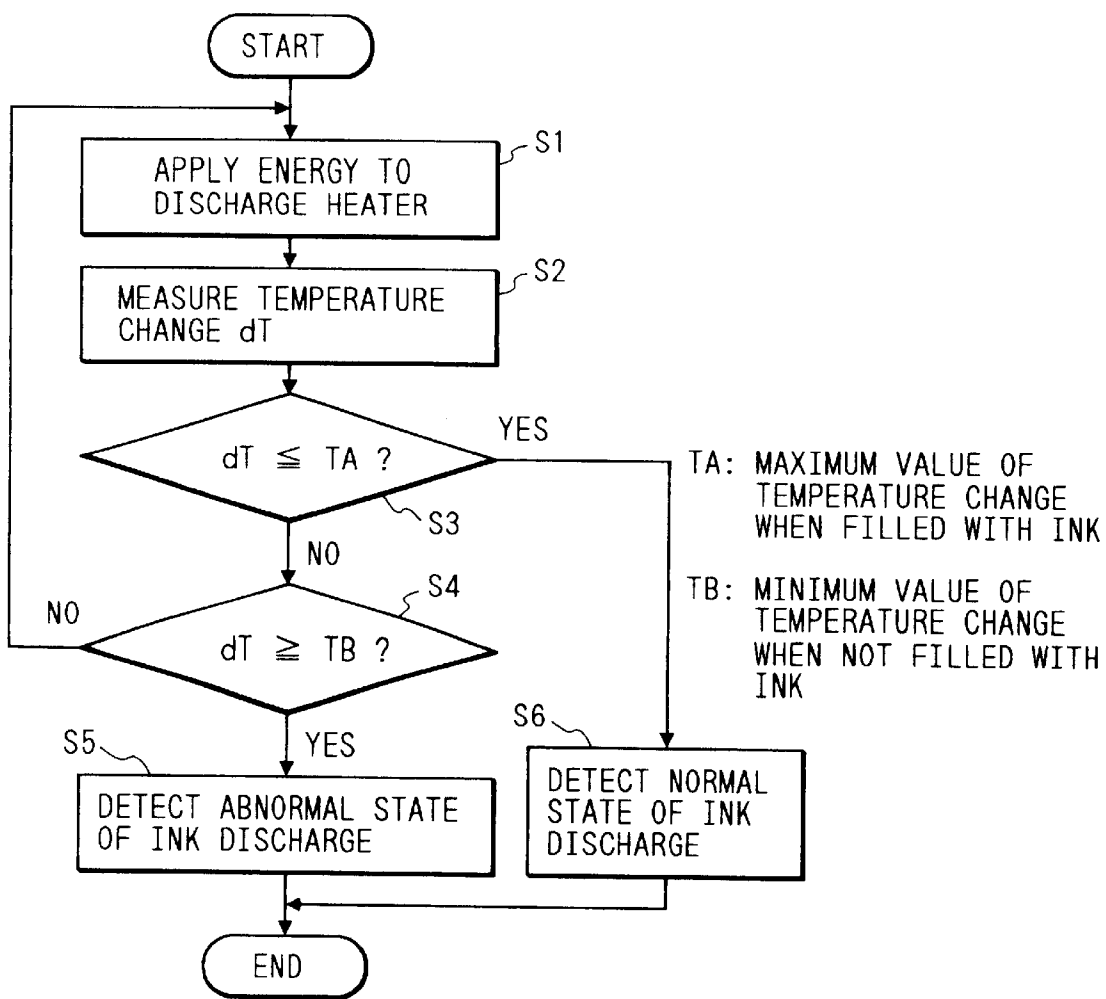 START
S1
APPLY ENERGY TO
DISCHARGE HEATER
S2
MEASURE TEMPERATURE
CHANGE dT
dT ≦ TA ?
YES
S3
NO
TA: MAXIMUM VALUE OF
TEMPERATURE CHANGE
WHEN FILLED WITH INK
TB: MINIMUM VALUE OF
TEMPERATURE CHANGE
WHEN NOT FILLED WITH
INK
S4
NO
dT ≧ TB ?
YES
S5
DETECT ABNORMAL STATE
OF INK DISCHARGE
S6
DETECT NORMAL
STATE OF INK
DISCHARGE
END